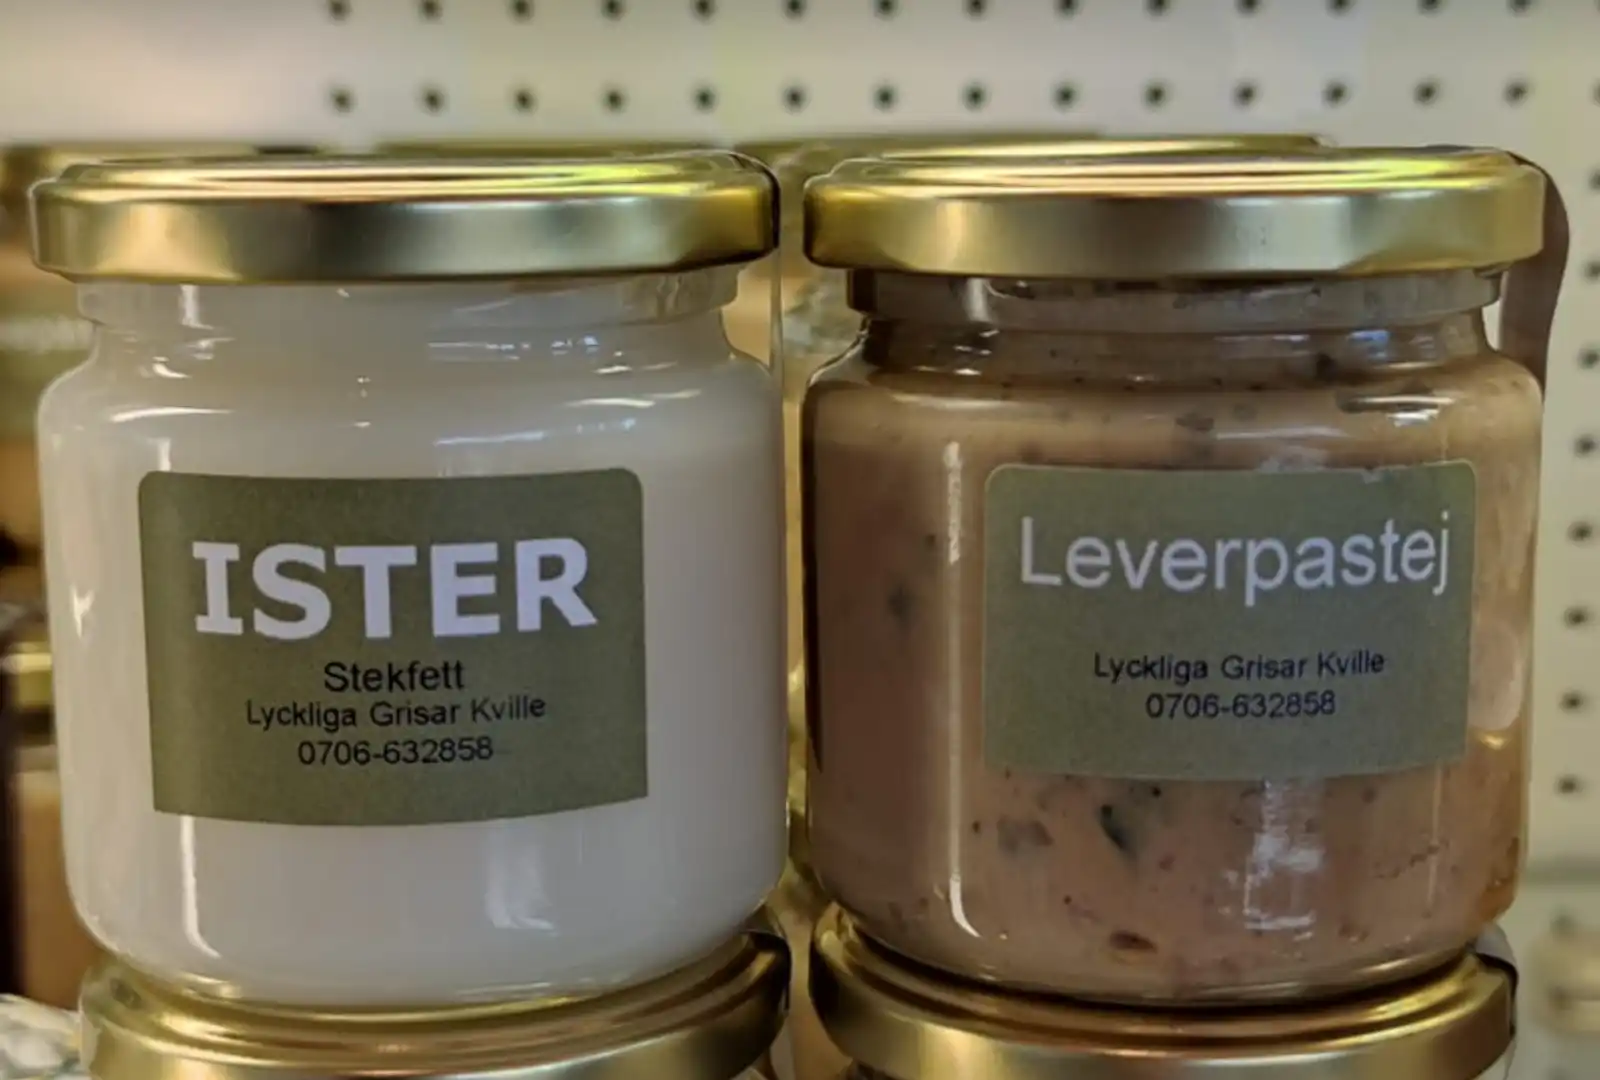 ISTER
Stekfett
Lyckliga Grisar Kville
0706-632858
Leverpastej
Lyckliga Grisar Kville
0706-632858